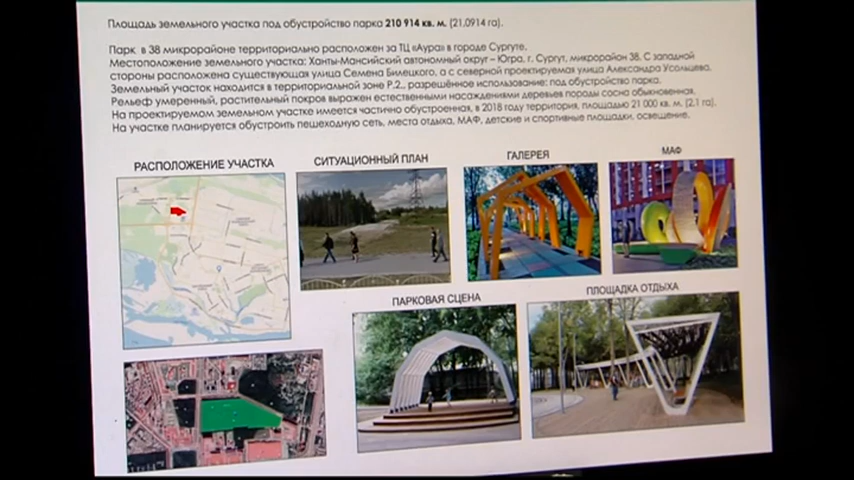 Площадь земельного участка под обустройство парка 210 914 кв. м. (21,0914 га).
Парк в 38 микрорайоне территориально расположен за ТЦ «Аура» в городе Сургуте.
Местоположение земельного участка: Ханты-Мансийский автономный округ – Югра, г. Сургут, микрорайон 38. С западной
стороны расположена существующая улица Семена Билецкого, а с северной проектируемая улица Александра Усольцева.
Земельный участок находится в территориальной зоне Р.2., разрешённое использование: под обустройство парка.
Рельеф умеренный, растительный покров выражен естественными насаждениями деревьев породы сосна обыкновенная.
На проектируемом земельном участке имеется частично обустроенная, в 2018 году территория, площадью 21 000 кв. м. (2,1 га).
На участке планируется обустроить пешеходную сеть, места отдыха, МАФ, детские и спортивные площадки, освещение.
РАСПОЛОЖЕНИЕ УЧАСТКА
СИТУАЦИОННЫЙ ПЛАН
ГАЛЕРЕЯ
МАФ
ПАРКОВАЯ СЦЕНА
ПЛОЩАДКА ОТДЫХА